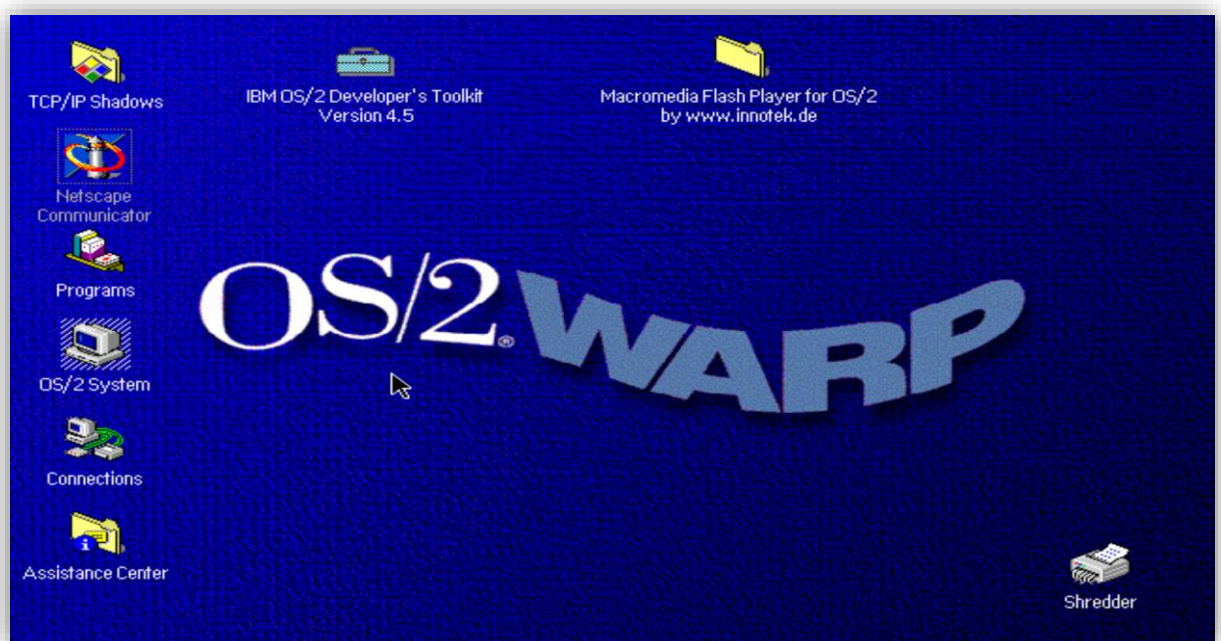 TCP/IP Shadows
IBM OS/2 Developer's Toolkit
Version 4.5
Macromedia Flash Player for OS/2
by www.innotek.de
Netscape
Communicator
Programs
OS/2® WARP
OS/2 System
Connections
Assistance Center
Shredder